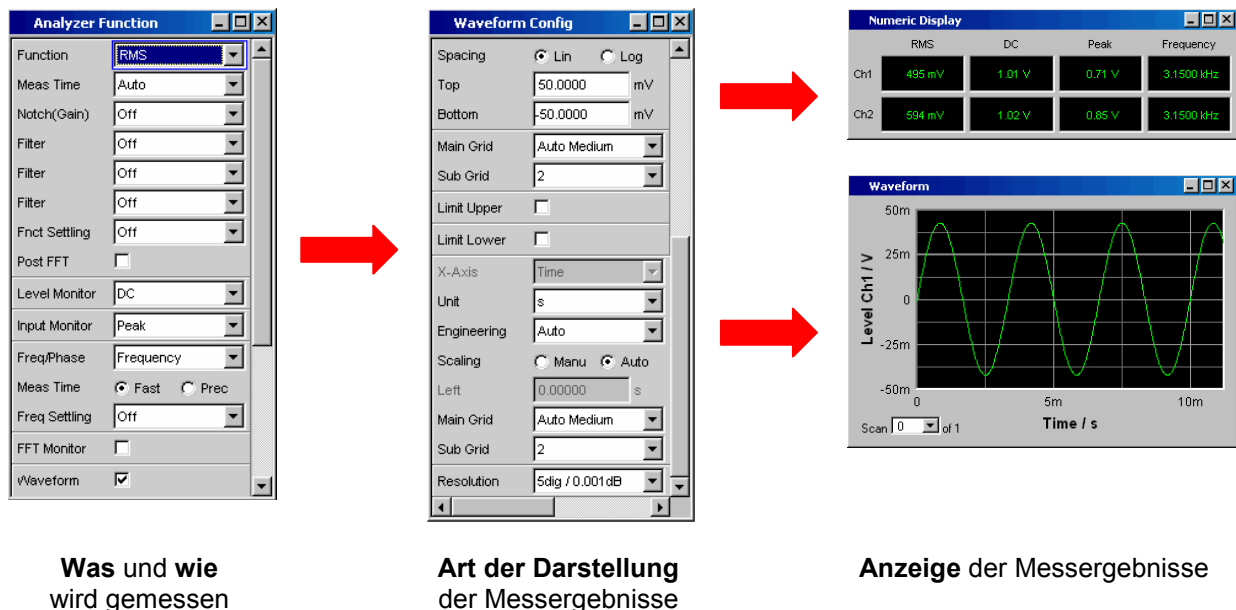 Analyzer Function
Function RMS
Meas Time Auto
Notch(Gain) Off
Filter Off
Filter Off
Filter Off
Fnct Settling Off
Post FFT
Level Monitor DC
Input Monitor Peak
Freq/Phase Frequency
Meas Time Fast Prec
Freq Settling Off
FFT Monitor
Waveform
Was und wie
wird gemessen
Waveform Config
Spacing Lin Log
Top 50.0000 mV
Bottom -50.0000 mV
Main Grid Auto Medium
Sub Grid 2
Limit Upper
Limit Lower
X-Axis Time
Unit s
Engineering Auto
Scaling Manu Auto
Left 0.00000 s
Main Grid Auto Medium
Sub Grid 2
Resolution 5dig / 0.001dB
Art der Darstellung
der Messergebnisse
Numeric Display
RMS DC Peak Frequency
Ch1 495 mV 1.01 V 0.71 V 3.1500 kHz
Ch2 594 mV 1.02 V 0.85 V 3.1500 kHz
Waveform
Level Ch1 / V
50m
25m
0
-25m
-50m
0 5m 10m
Time / s
Scan 0 of 1
Anzeige der Messergebnisse